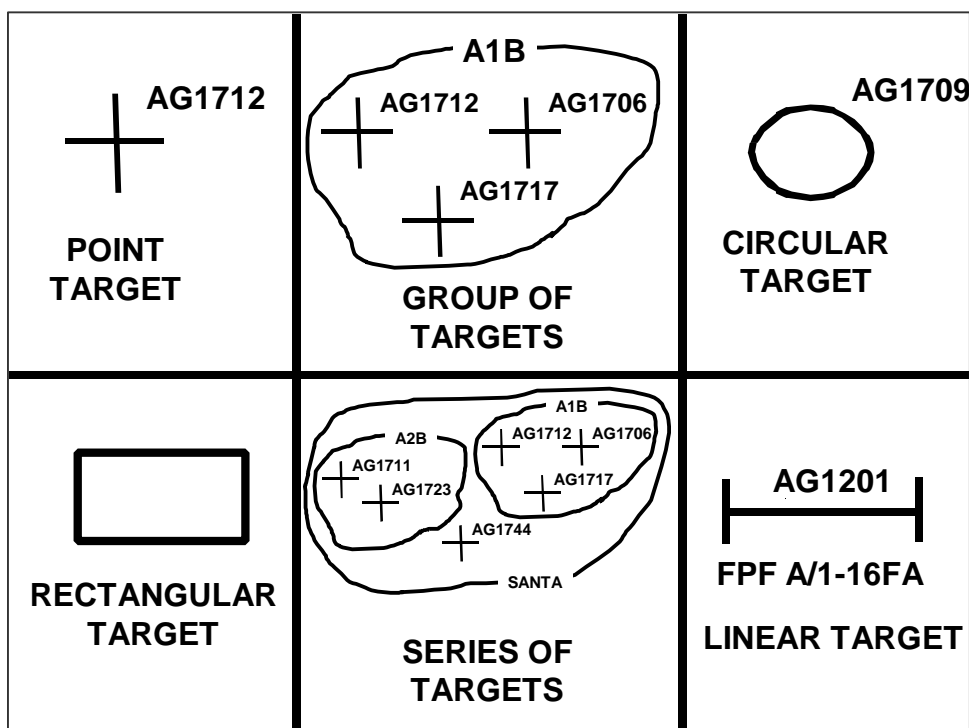 AG1712
POINT
TARGET
A1B
AG1712
AG1706
AG1717
GROUP OF
TARGETS
AG1709
CIRCULAR
TARGET
RECTANGULAR
TARGET
A1B
AG1712
AG1706
AG1717
A2B
AG1711
AG1723
AG1744
SANTA
SERIES OF
TARGETS
AG1201
FPF A/1-16FA
LINEAR TARGET